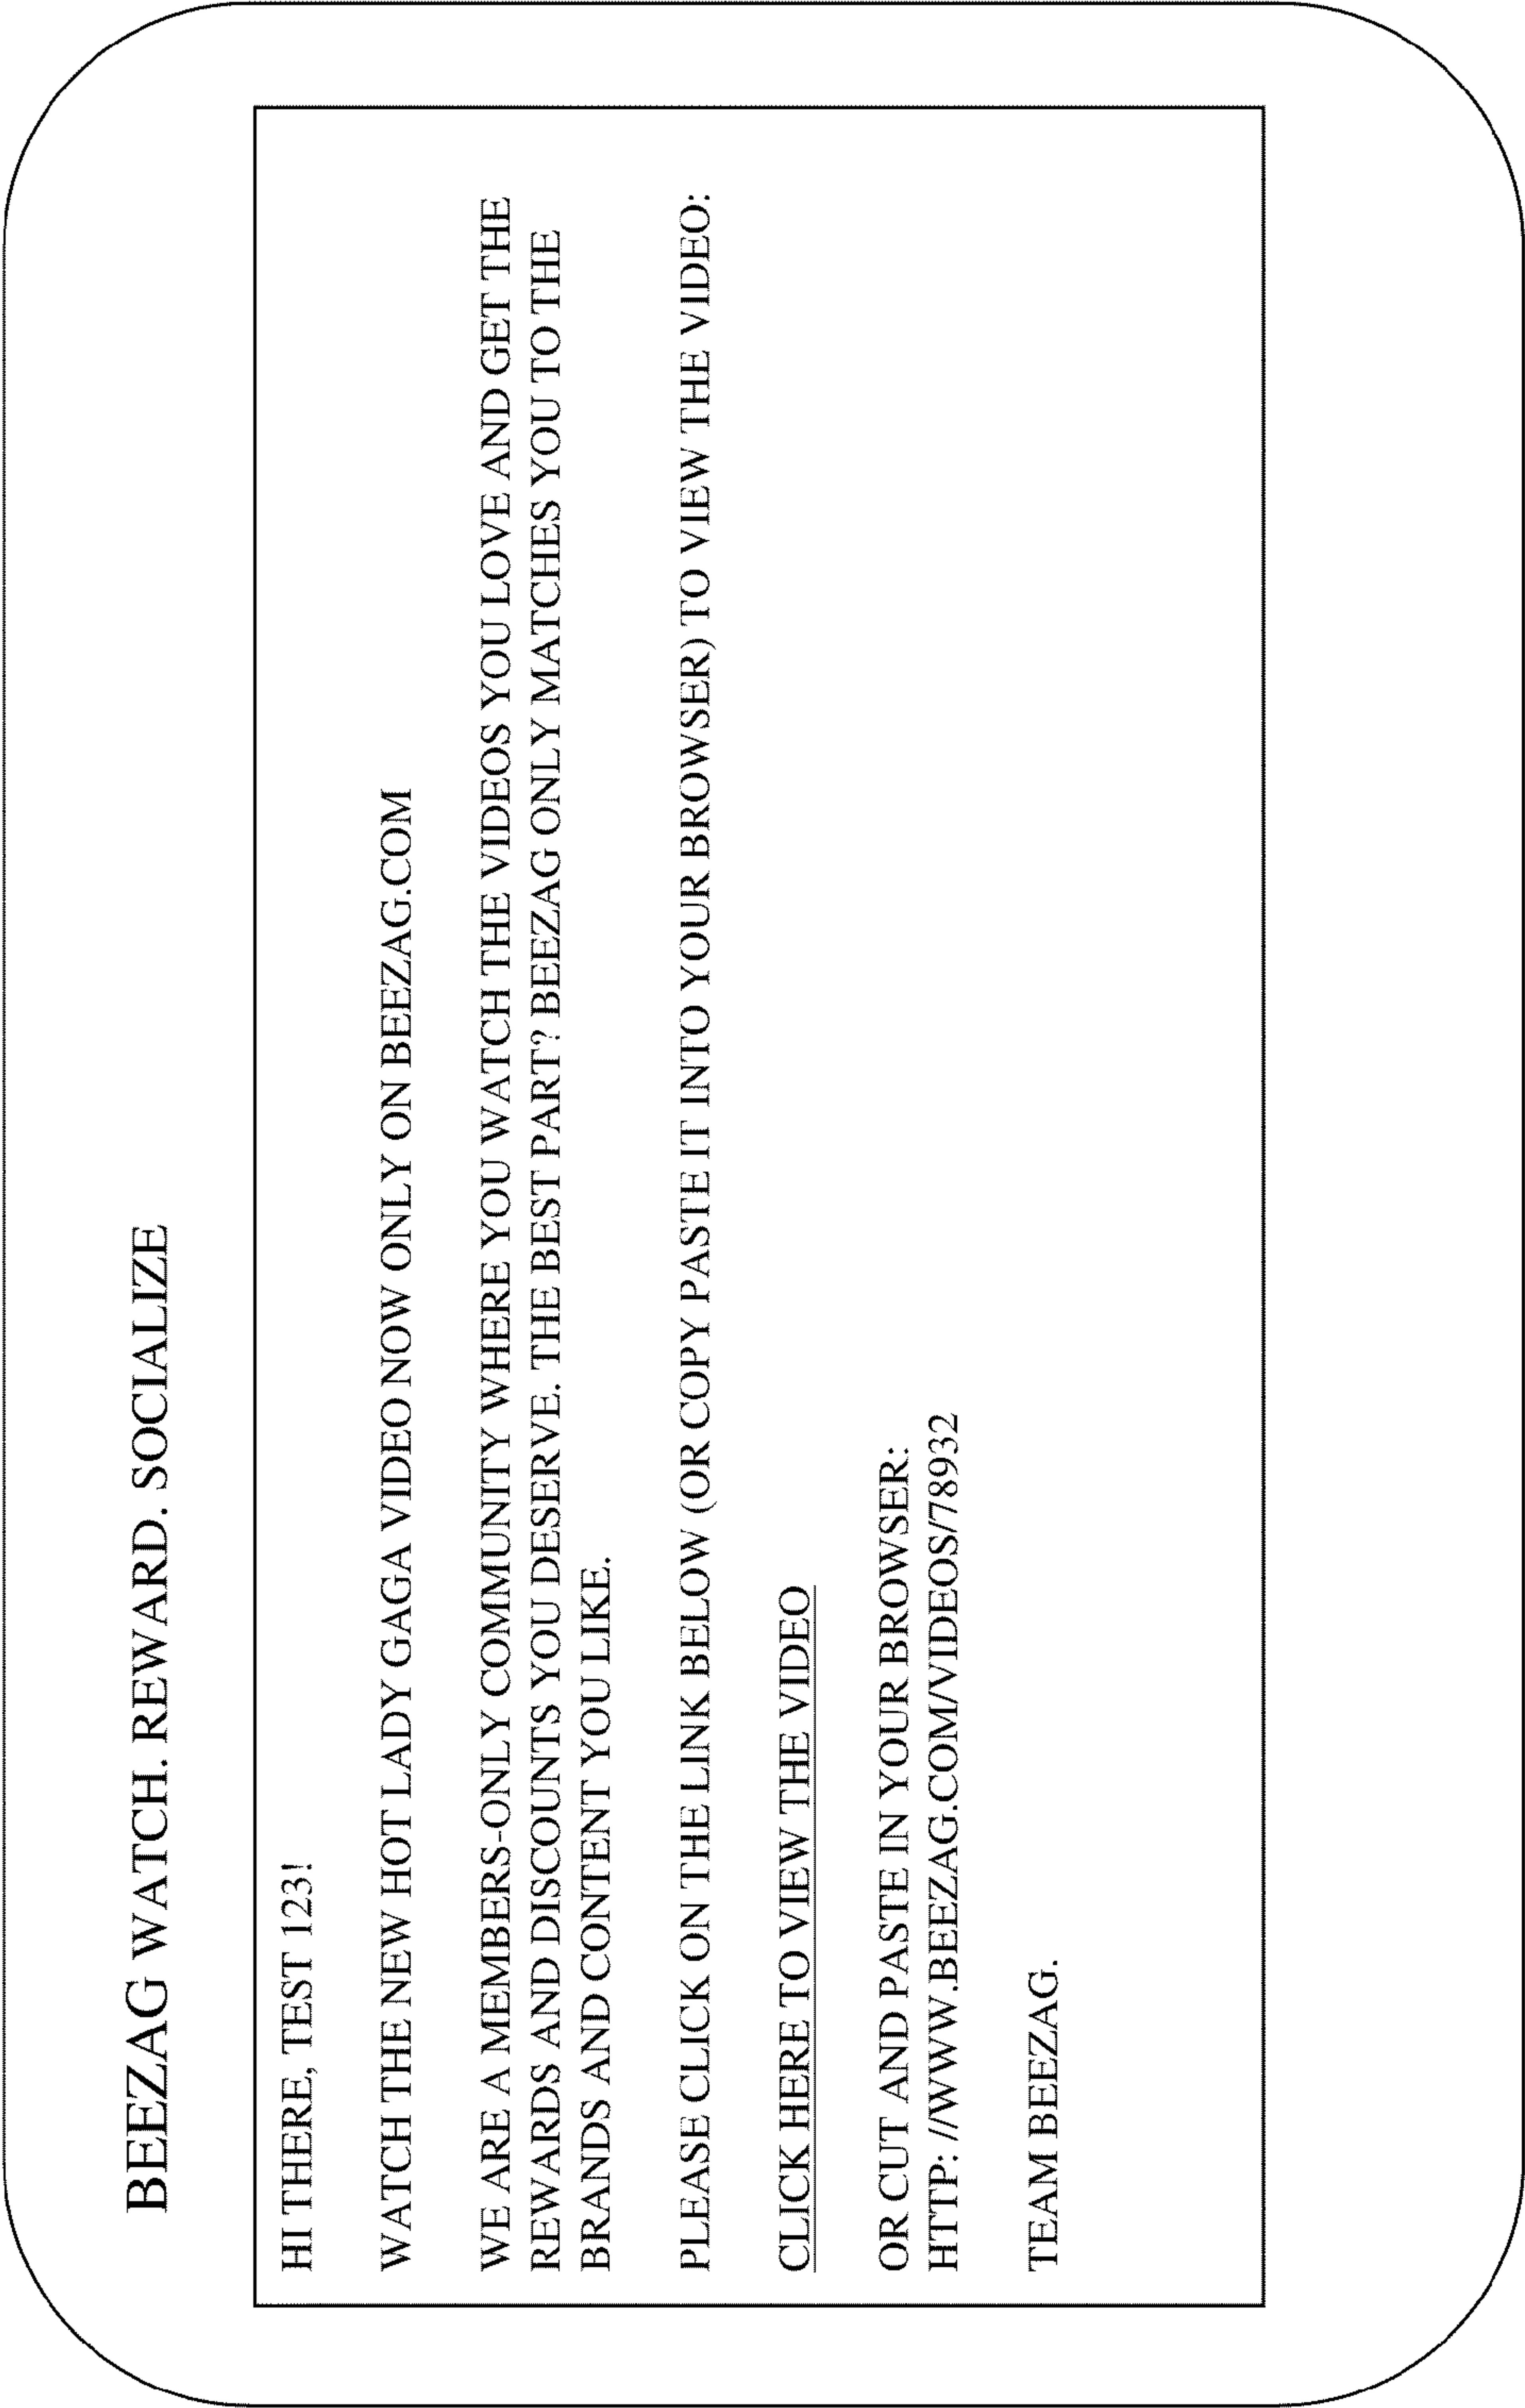 BEEZAG WATCH. REWARD. SOCIALIZE
HI THERE, TEST 123!
WATCH THE NEW HOT LADY GAGA VIDEO NOW ONLY ON BEEZAG.COM
WE ARE A MEMBERS-ONLY COMMUNITY WHERE YOU WATCH THE VIDEOS YOU LOVE AND GET THE
REWARDS AND DISCOUNTS YOU DESERVE. THE BEST PART? BEEZAG ONLY MATCHES YOU TO THE
BRANDS AND CONTENT YOU LIKE.
PLEASE CLICK ON THE LINK BELOW (OR COPY PASTE IT INTO YOUR BROWSER) TO VIEW THE VIDEO:
CLICK HERE TO VIEW THE VIDEO
OR CUT AND PASTE IN YOUR BROWSER:
HTTP: //WWW.BEEZAG.COM/VIDEOS/78932
TEAM BEEZAG.